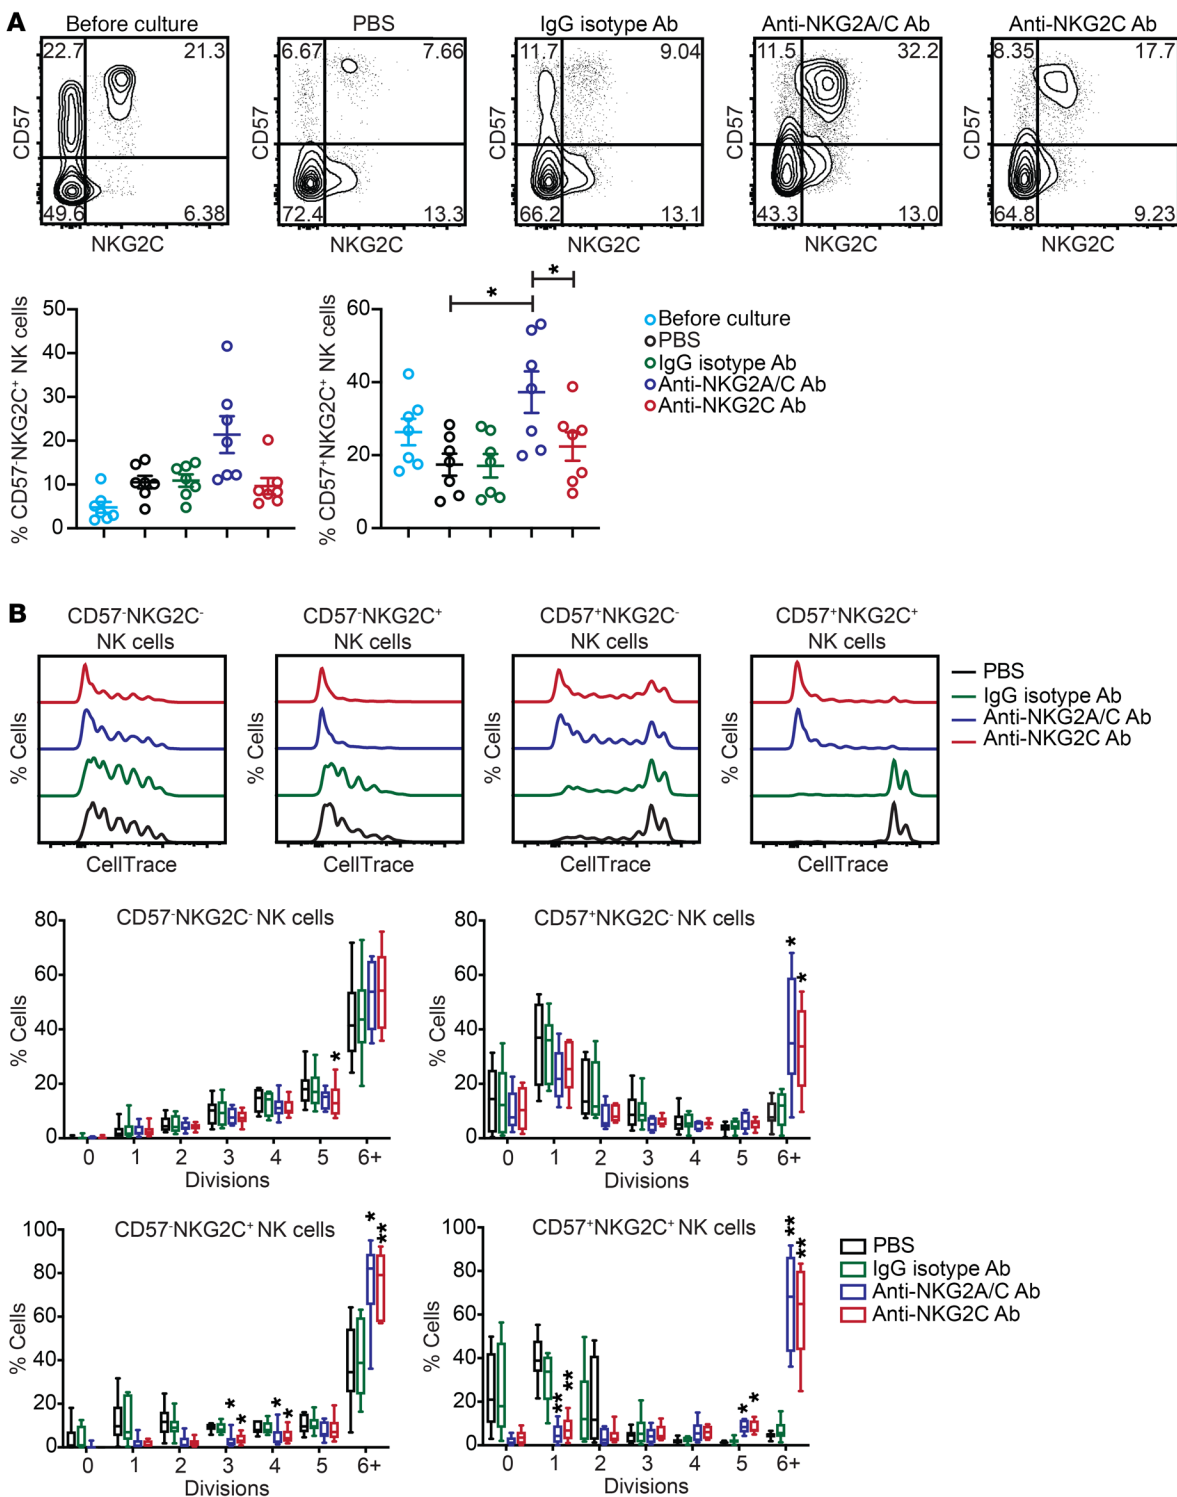 A
Before culture
PBS
IgG isotype Ab
Anti-NKG2A/C Ab
Anti-NKG2C Ab
22.7 21.3
6.67 7.66
11.7 9.04
11.5 32.2
8.35 17.7
CD57
CD57
CD57
CD57
CD57
49.6 6.38
72.4 13.3
66.2 13.1
43.3 13.0
64.8 9.23
NKG2C
NKG2C
NKG2C
NKG2C
NKG2C
% CD57-NKG2C+ NK cells
50
40
30
20
10
0
% CD57+NKG2C+ NK cells
60
40
20
0
*
*
Before culture
PBS
IgG isotype Ab
Anti-NKG2A/C Ab
Anti-NKG2C Ab
B
CD57-NKG2C-
NK cells
CD57-NKG2C+
NK cells
CD57+NKG2C-
NK cells
CD57+NKG2C+
NK cells
% Cells
% Cells
% Cells
% Cells
CellTrace
CellTrace
CellTrace
CellTrace
PBS
IgG isotype Ab
Anti-NKG2A/C Ab
Anti-NKG2C Ab
CD57-NKG2C- NK cells
% Cells
80
60
40
20
0
*
0 1 2 3 4 5 6+
Divisions
CD57+NKG2C- NK cells
% Cells
80
60
40
20
0
*
*
0 1 2 3 4 5 6+
Divisions
CD57-NKG2C+ NK cells
% Cells
100
80
60
40
20
0
* * * * * **
0 1 2 3 4 5 6+
Divisions
CD57+NKG2C+ NK cells
% Cells
100
80
60
40
20
0
** ** * * ** **
0 1 2 3 4 5 6+
Divisions
PBS
IgG isotype Ab
Anti-NKG2A/C Ab
Anti-NKG2C Ab